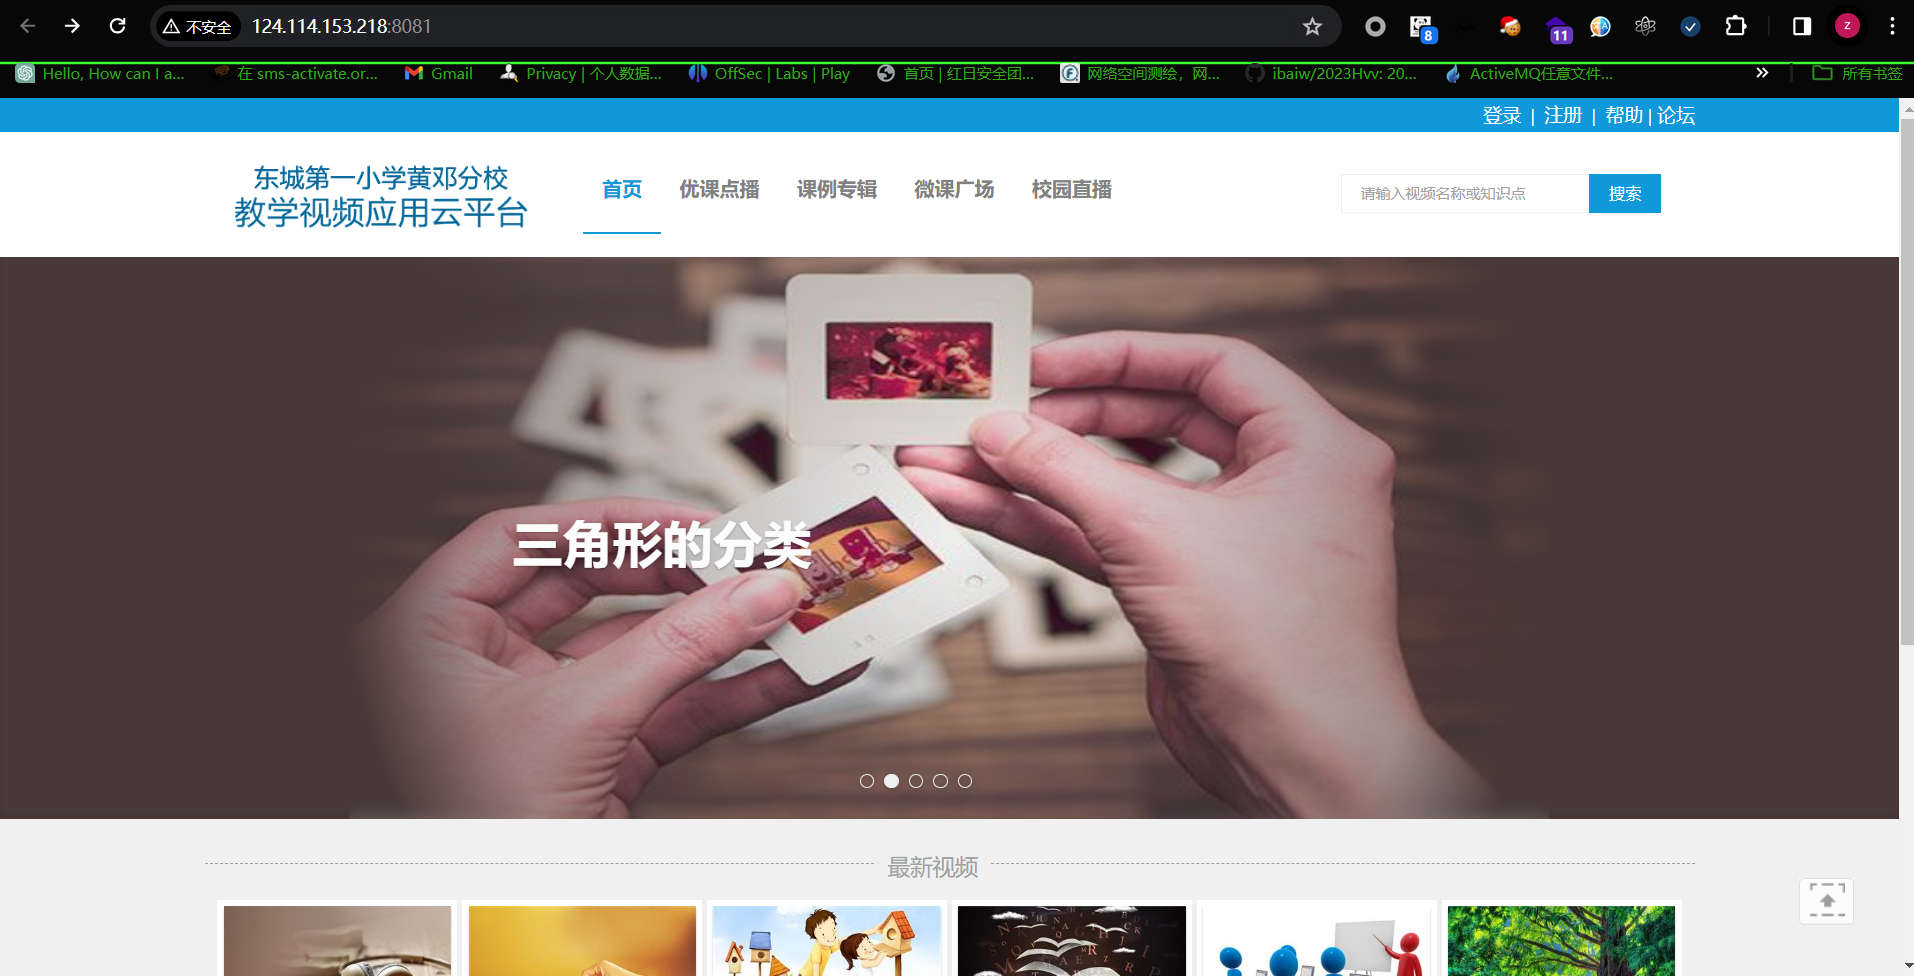 不安全 124.114.153.218:8081
8 11 z
Hello, How can I a... 在 sms-activate.or... Gmail Privacy | 个人数据... OffSec | Labs | Play 首页 | 红日安全团... 网络空间测绘，网... ibaiw/2023Hvv: 20... ActiveMQ任意文件... » 所有书签
登录 | 注册 | 帮助 | 论坛
东城第一小学黄邓分校
教学视频应用云平台
首页 优课点播 课例专辑 微课广场 校园直播
请输入视频名称或知识点 搜索
三角形的分类
最新视频